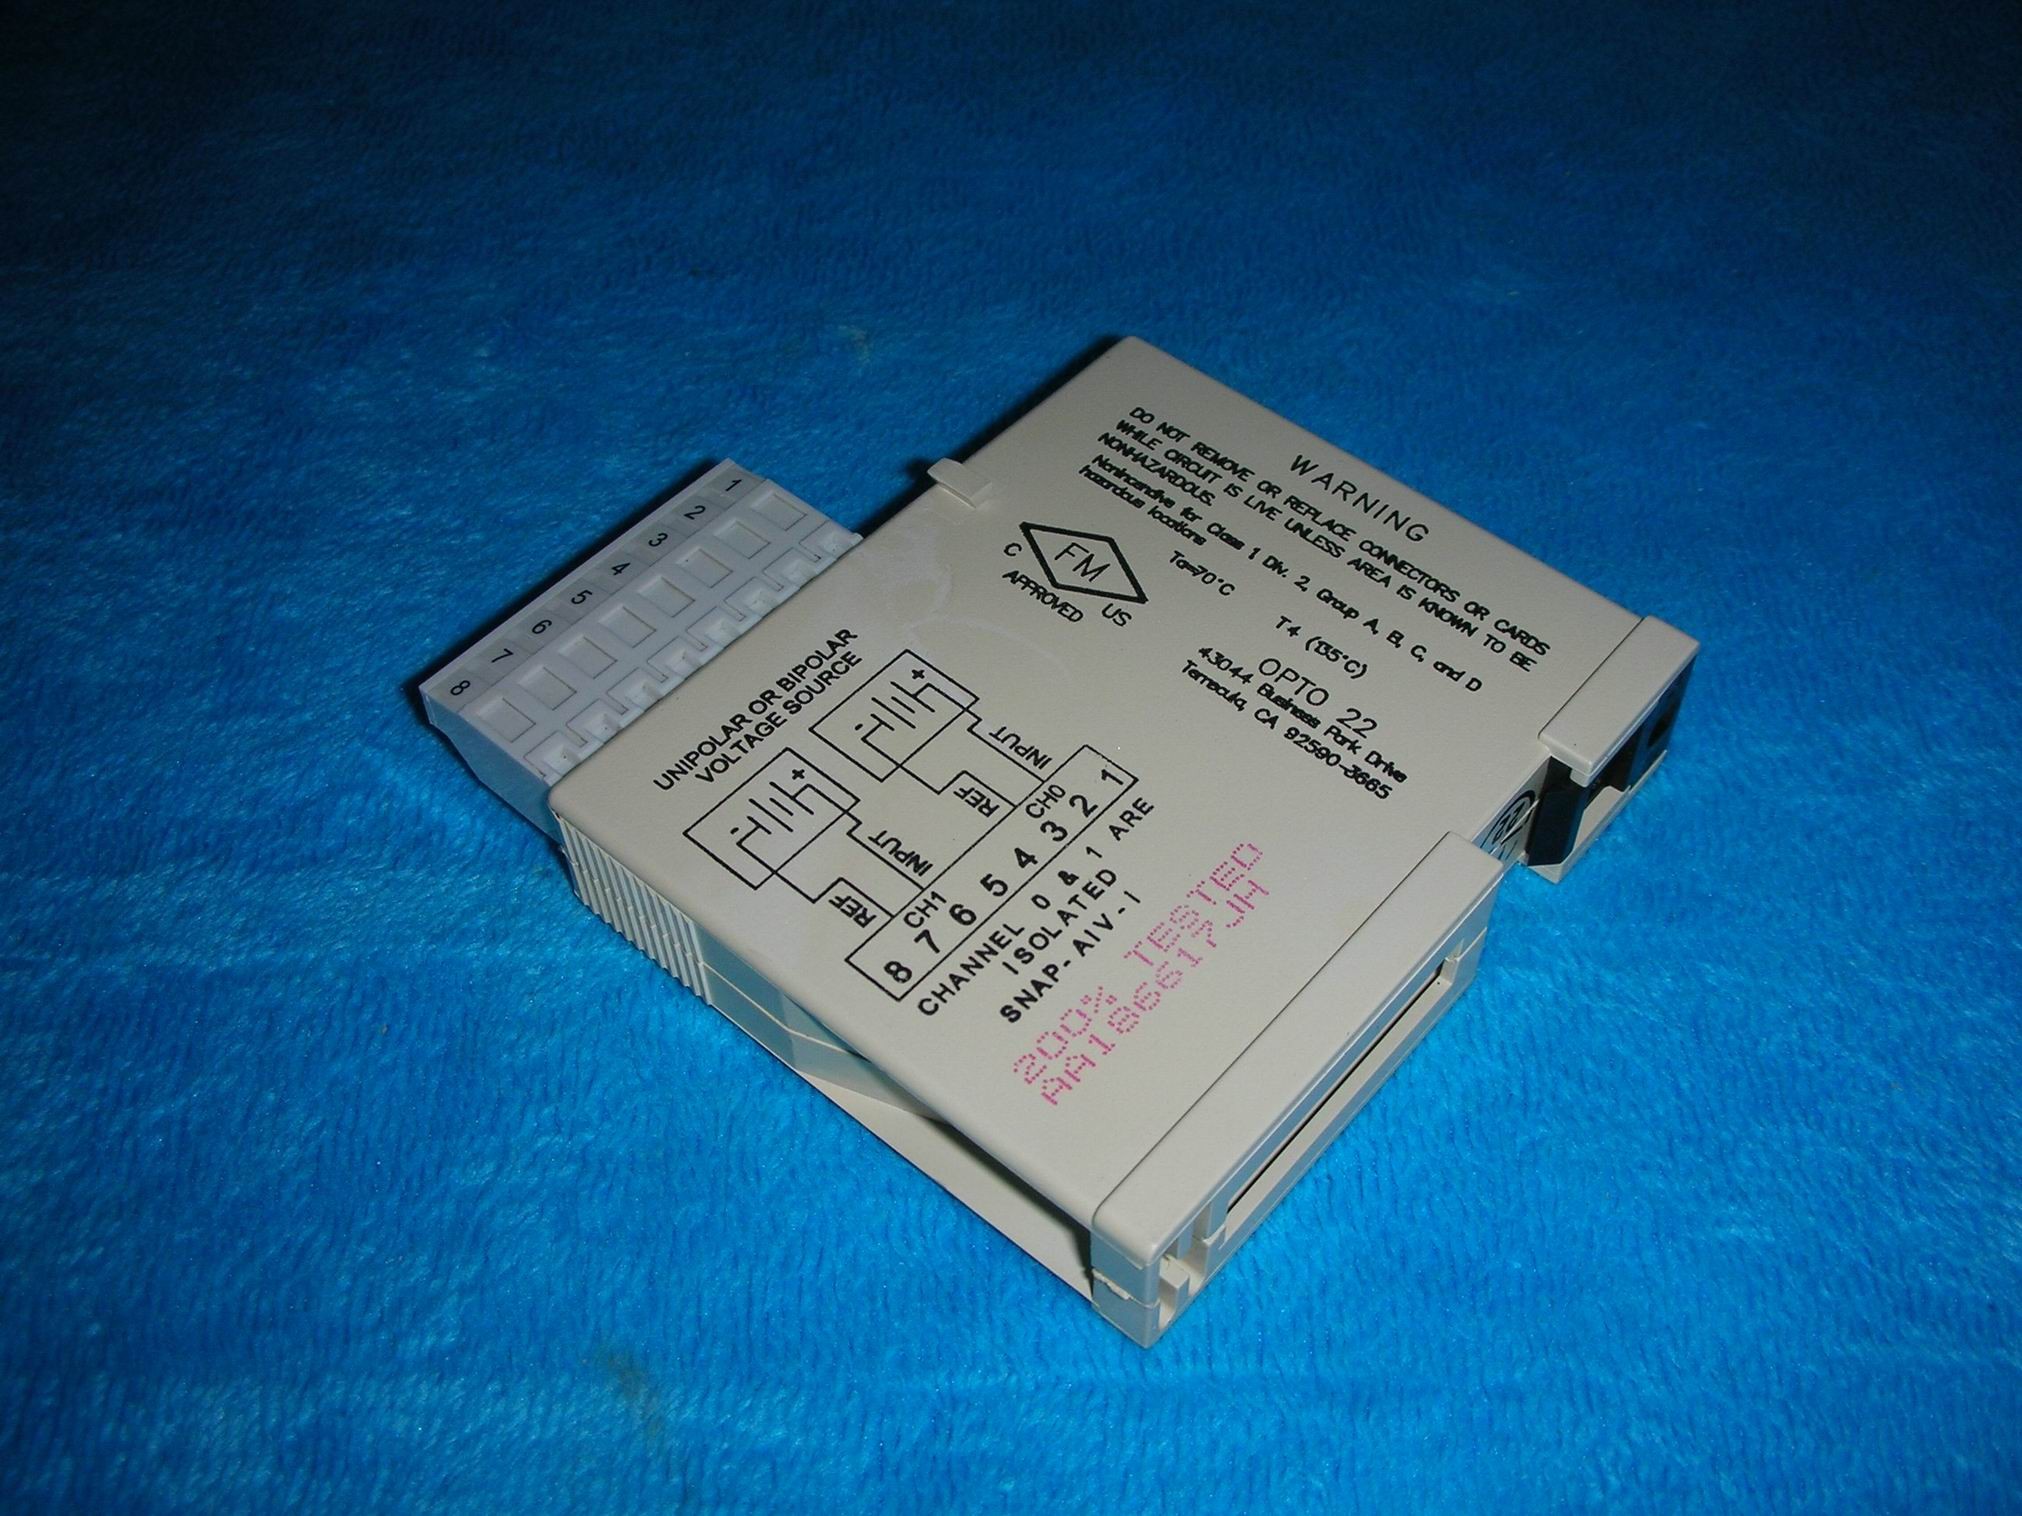 WARNING
DO NOT REMOVE OR REPLACE CONNECTORS OR CARDS
WHILE CIRCUIT IS LIVE UNLESS AREA IS KNOWN TO BE
NONHAZARDOUS.
Nonincendive for Class 1 Div. 2, Group A, B, C, and D
hazardous locations
Ta=70°C T4 (135°C)
OPTO 22
43044 Business Park Drive
Temecula, CA 92590-3665
FM
C US
APPROVED
1
2
3
4
5
6
7
8
UNIPOLAR OR BIPOLAR
VOLTAGE SOURCE
- +
- +
REF INPUT REF INPUT
CH1 CH0
8 7 6 5 4 3 2 1
CHANNEL 0 & 1 ARE
ISOLATED
SNAP-AIV-I
200% TESTED
AA1866617JH
22